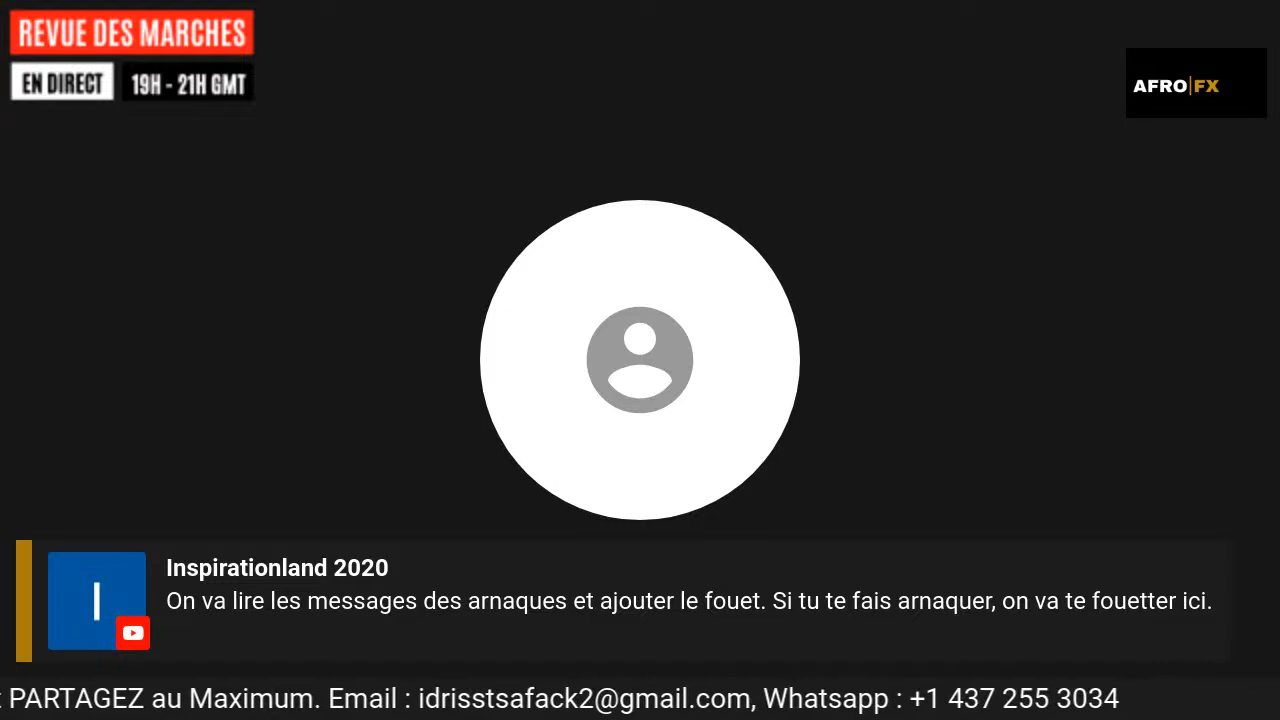 REVUE DES MARCHES
EN DIRECT 19H - 21H GMT
AFRO|FX
I
Inspirationland 2020
On va lire les messages des arnaques et ajouter le fouet. Si tu te fais arnaquer, on va te fouetter ici.
PARTAGEZ au Maximum. Email : idrisstsafack2@gmail.com, Whatsapp : +1 437 255 3034